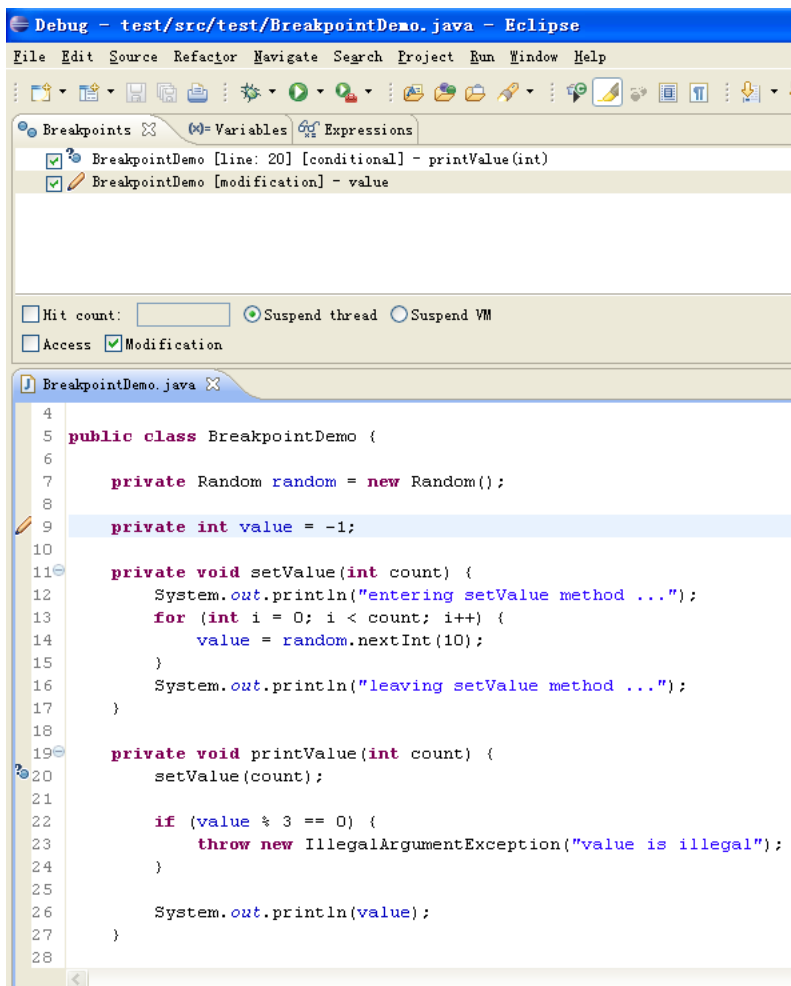 Debug - test/src/test/BreakpointDemo.java - Eclipse
File Edit Source Refactor Navigate Search Project Run Window Help
Breakpoints (x)= Variables Expressions
BreakpointDemo [line: 20] [conditional] - printValue(int)
BreakpointDemo [modification] - value
Hit count: Suspend thread Suspend VM
Access Modification
BreakpointDemo.java
4
5 public class BreakpointDemo {
6
7 private Random random = new Random();
8
9 private int value = -1;
10
11 private void setValue(int count) {
12 System.out.println("entering setValue method ...");
13 for (int i = 0; i < count; i++) {
14 value = random.nextInt(10);
15 }
16 System.out.println("leaving setValue method ...");
17 }
18
19 private void printValue(int count) {
20 setValue(count);
21
22 if (value % 3 == 0) {
23 throw new IllegalArgumentException("value is illegal");
24 }
25
26 System.out.println(value);
27 }
28